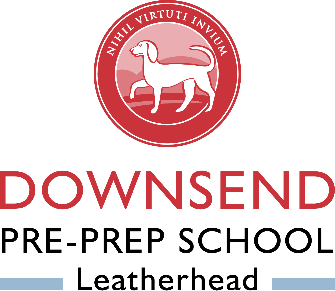 NIHIL VIRTUTI INVIUM
DOWNSEND
PRE-PREP SCHOOL
Leatherhead